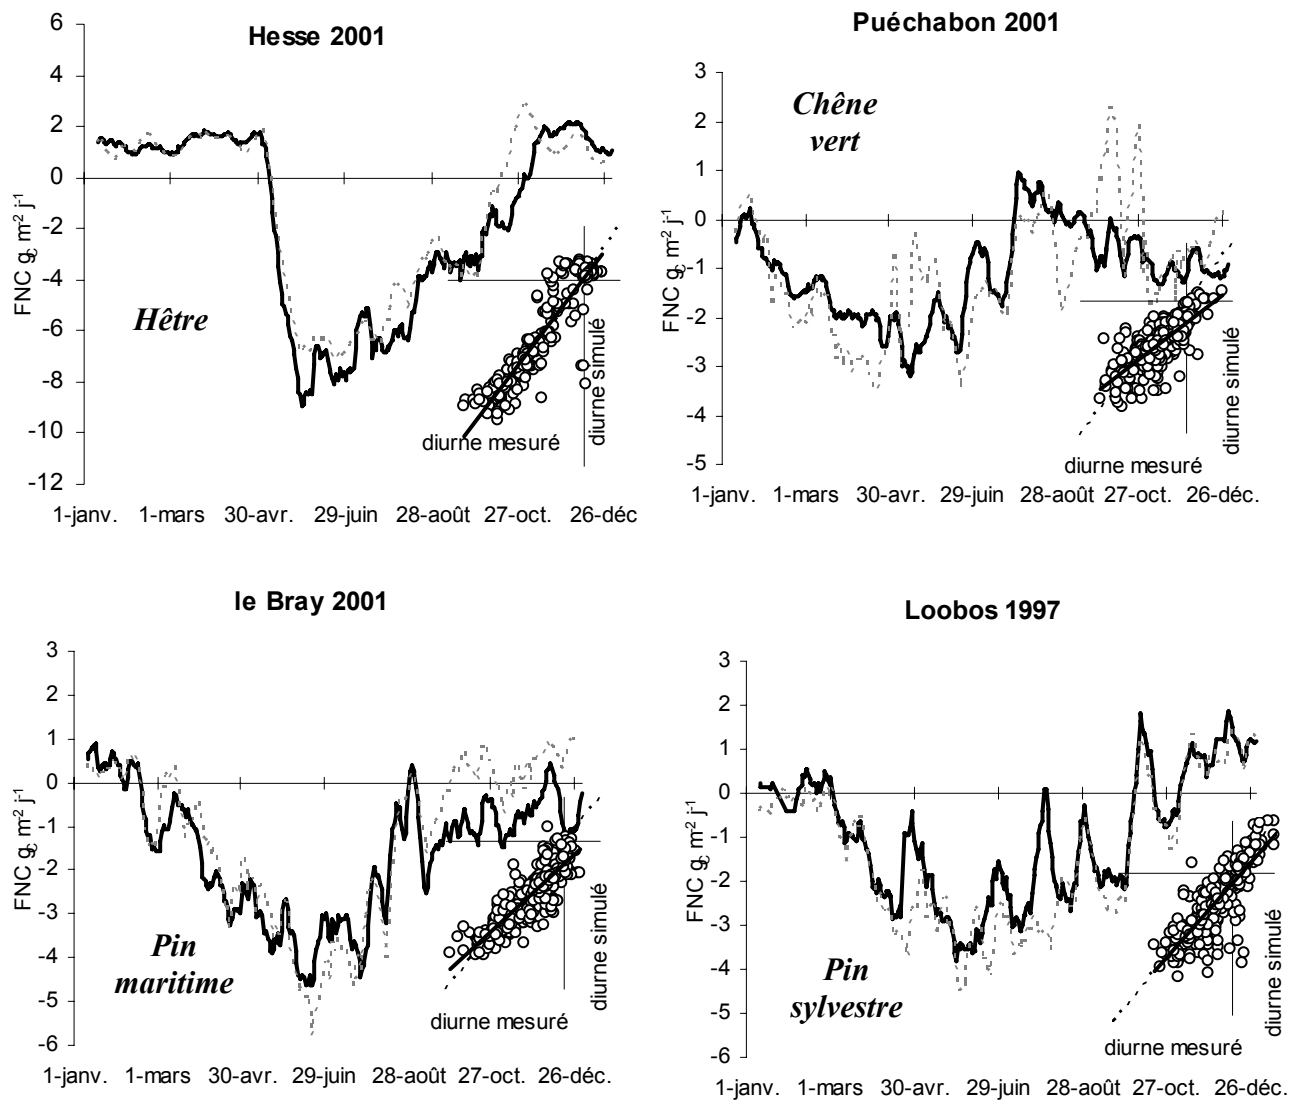 Hesse 2001
6
4
2
0
-2
-4
-6
-8
-10
-12
FNC gC m-2 j-1
Hêtre
diurne simulé
diurne mesuré
1-janv. 1-mars 30-avr. 29-juin 28-août 27-oct. 26-déc
Puéchabon 2001
3
2
1
0
-1
-2
-3
-4
-5
FNC gC m-2 j-1
Chêne
vert
diurne simulé
diurne mesuré
1-janv. 1-mars 30-avr. 29-juin 28-août 27-oct. 26-déc.
le Bray 2001
3
2
1
0
-1
-2
-3
-4
-5
-6
FNC gC m-2 j-1
Pin
maritime
diurne simulé
diurne mesuré
1-janv. 1-mars 30-avr. 29-juin 28-août 27-oct. 26-déc.
Loobos 1997
3
2
1
0
-1
-2
-3
-4
-5
-6
FNC gC m-2 j-1
Pin
sylvestre
diurne simulé
diurne mesuré
1-janv. 1-mars 30-avr. 29-juin 28-août 27-oct. 26-déc.